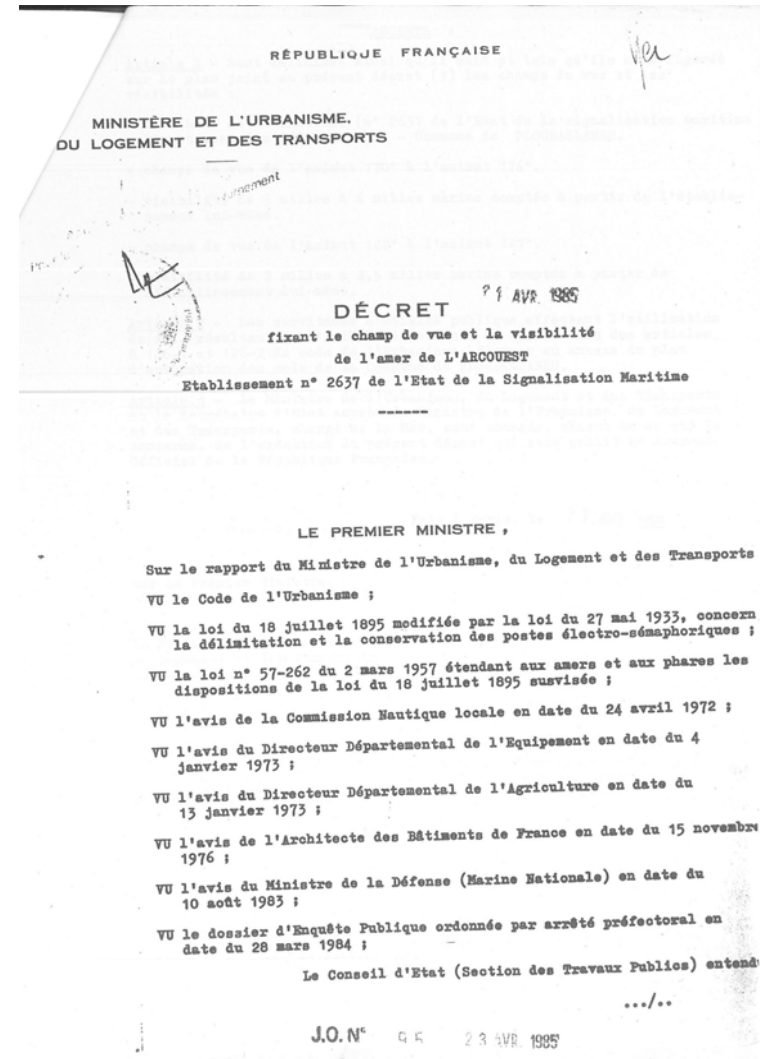 RÉPUBLIQUE FRANÇAISE
MINISTÈRE DE L'URBANISME,
DU LOGEMENT ET DES TRANSPORTS
DÉCRET
21 AVR. 1985
fixant le champ de vue et la visibilité
de l'amer de L'ARCOUEST
Etablissement n° 2637 de l'Etat de la Signalisation Maritime
------
LE PREMIER MINISTRE ,
Sur le rapport du Ministre de l'Urbanisme, du Logement et des Transports
VU le Code de l'Urbanisme ;
VU la loi du 18 juillet 1895 modifiée par la loi du 27 mai 1933, concern
la délimitation et la conservation des postes électro-sémaphoriques ;
VU la loi n° 57-262 du 2 mars 1957 étendant aux amers et aux phares les
dispositions de la loi du 18 juillet 1895 susvisée ;
VU l'avis de la Commission Nautique locale en date du 24 avril 1972 ;
VU l'avis du Directeur Départemental de l'Equipement en date du 4
janvier 1973 ;
VU l'avis du Directeur Départemental de l'Agriculture en date du
13 janvier 1973 ;
VU l'avis de l'Architecte des Bâtiments de France en date du 15 novembre
1976 ;
VU l'avis du Ministre de la Défense (Marine Nationale) en date du
10 août 1983 ;
VU le dossier d'Enquête Publique ordonnée par arrêté préfectoral en
date du 28 mars 1984 ;
Le Conseil d'Etat (Section des Travaux Publics) entend
.../..
J.O. N° 95 23 AVR. 1985